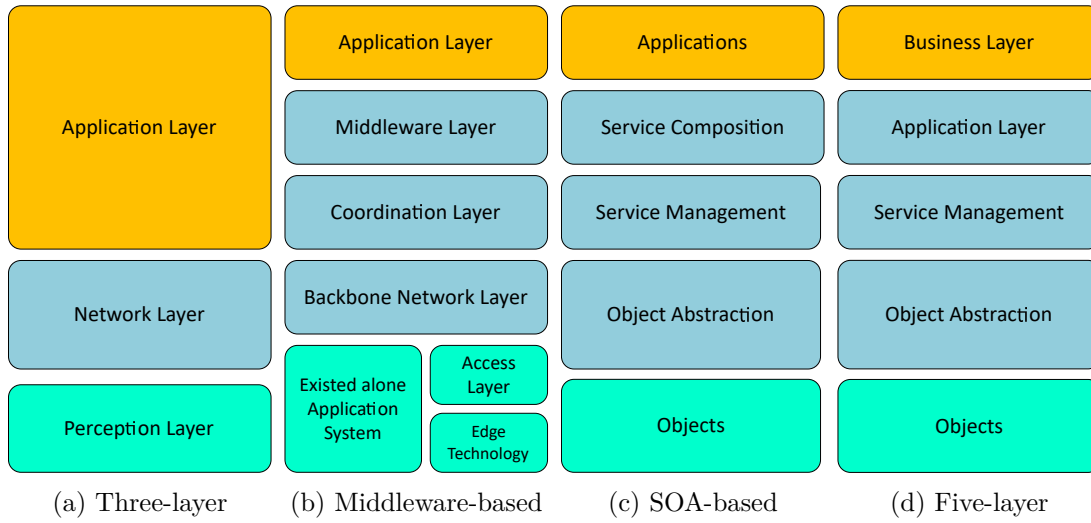 Application Layer
Network Layer
Perception Layer
(a) Three-layer
Application Layer
Middleware Layer
Coordination Layer
Backbone Network Layer
Existed alone
Application
System
Access
Layer
Edge
Technology
(b) Middleware-based
Applications
Service Composition
Service Management
Object Abstraction
Objects
(c) SOA-based
Business Layer
Application Layer
Service Management
Object Abstraction
Objects
(d) Five-layer